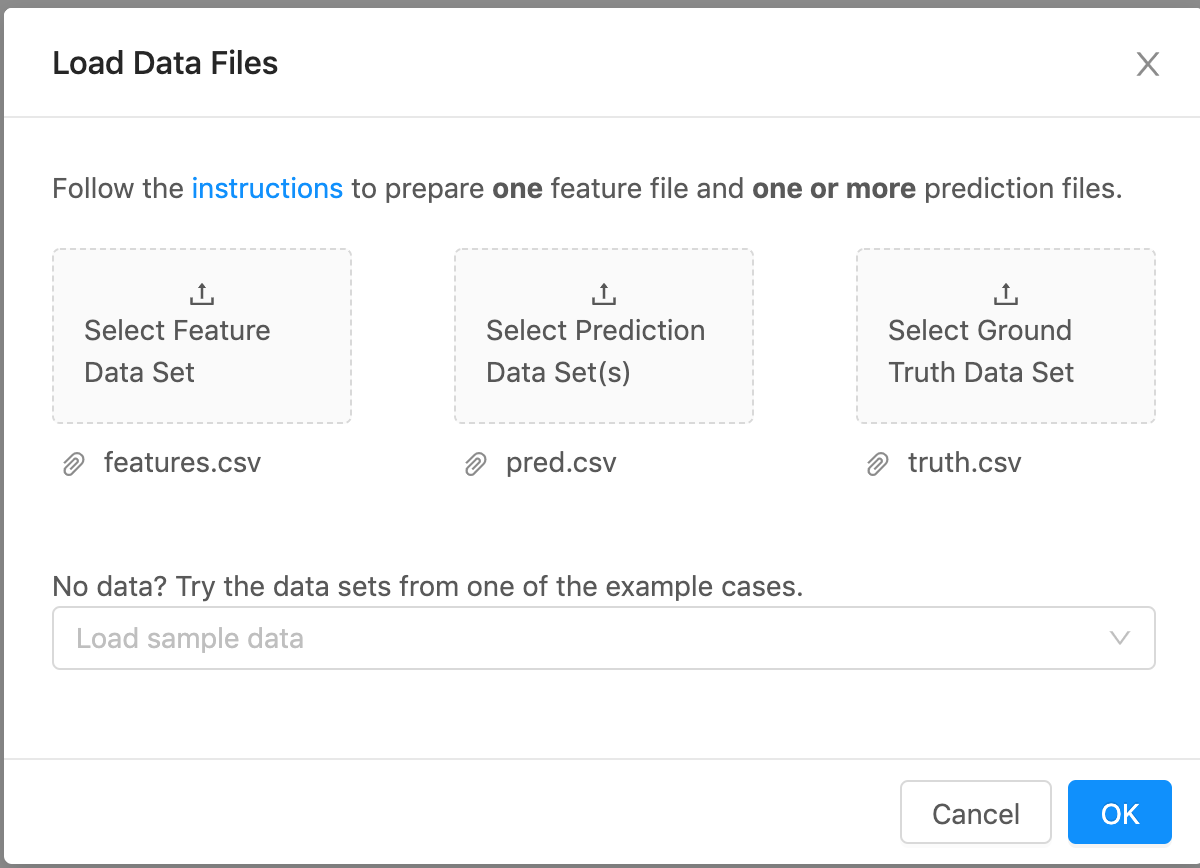 Load Data Files
Follow the instructions to prepare one feature file and one or more prediction files.
Select Feature
Data Set
Select Prediction
Data Set(s)
Select Ground
Truth Data Set
features.csv
pred.csv
truth.csv
No data? Try the data sets from one of the example cases.
Load sample data
Cancel
OK